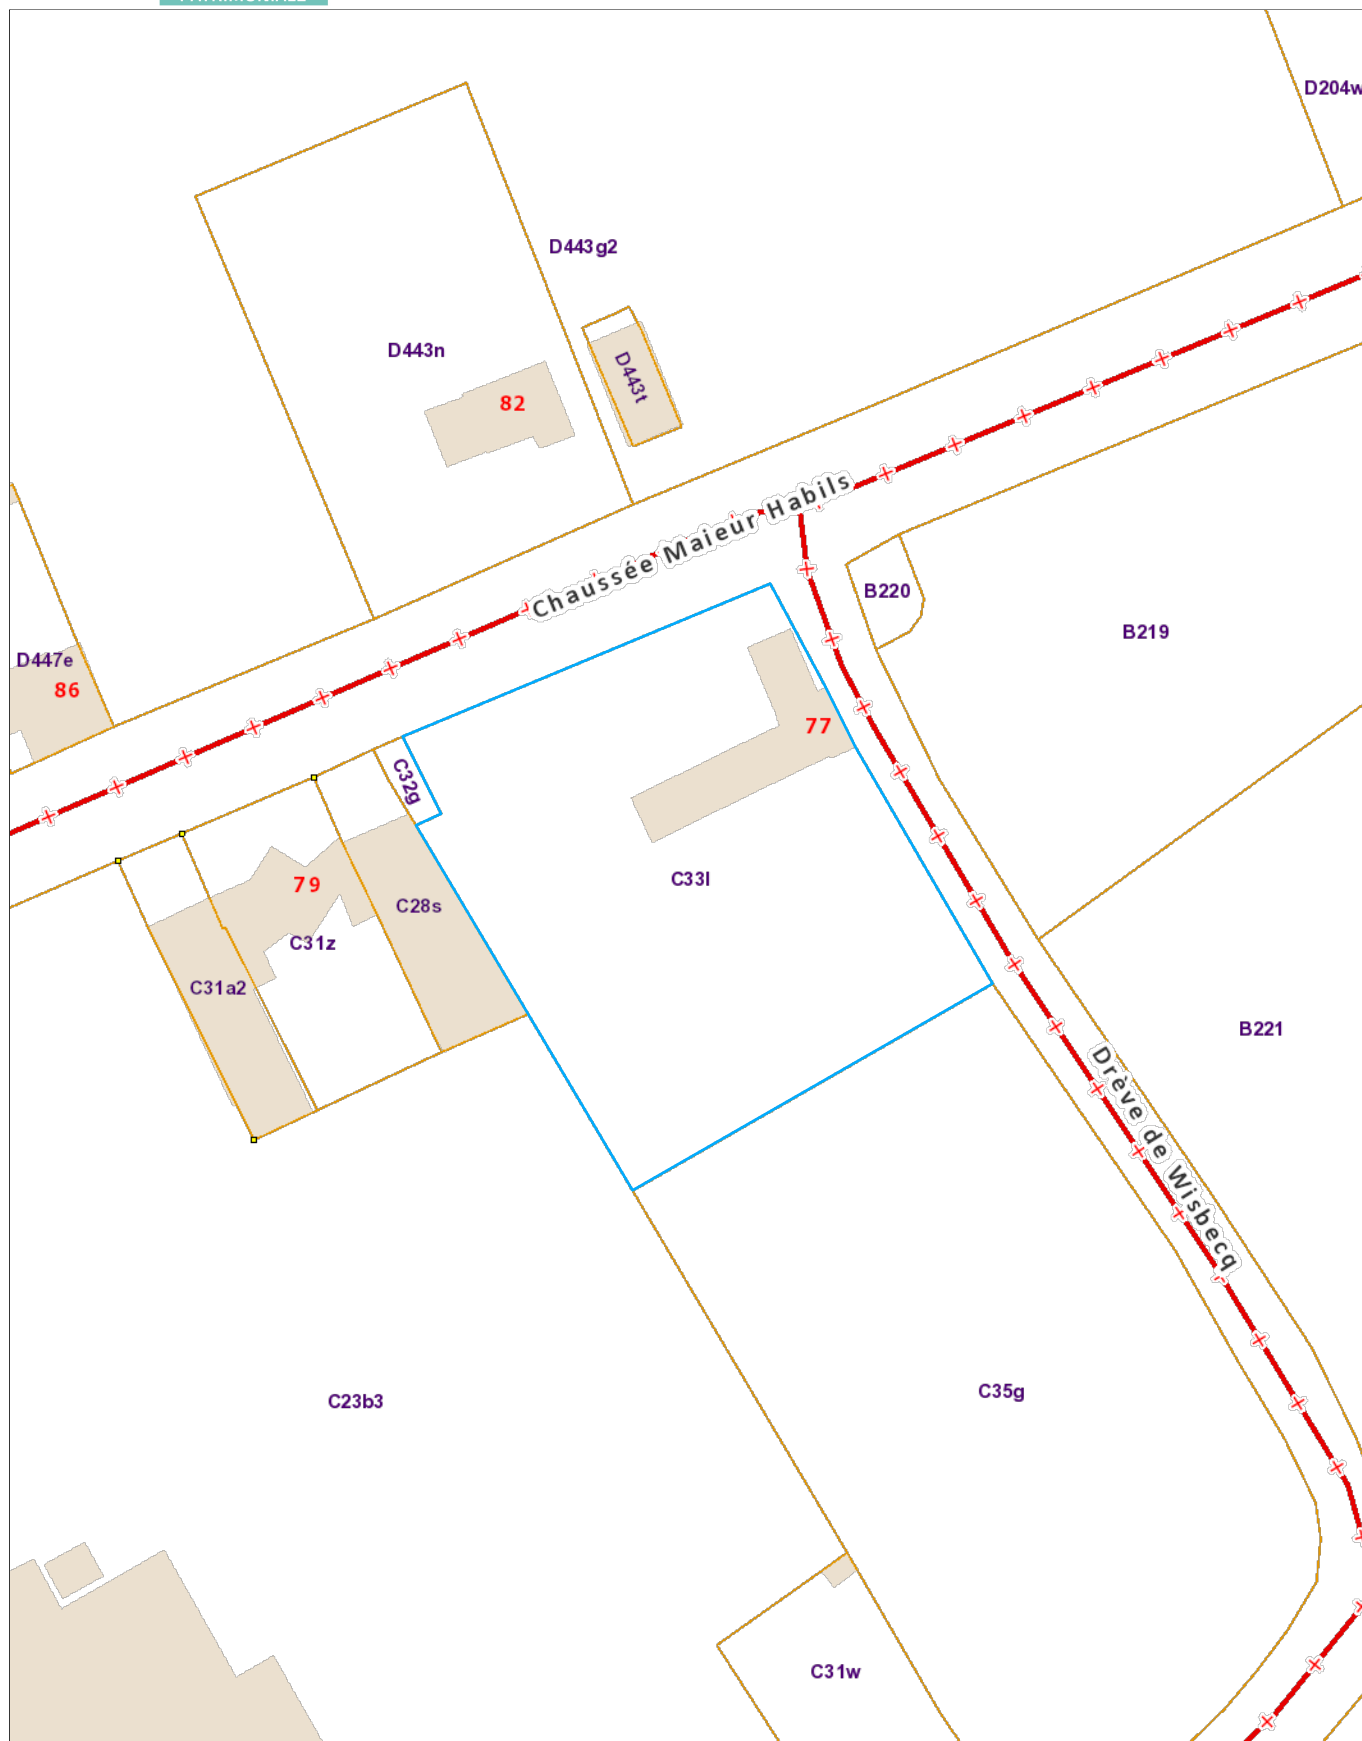 D204w
D443g2
D443n
D443t
82
Chaussée Maieur Habils
B220
B219
D447e
86
77
C32g
C33l
79
C28s
C31z
C31a2
B221
Drève de Wisbecq
C23b3
C35g
C31w